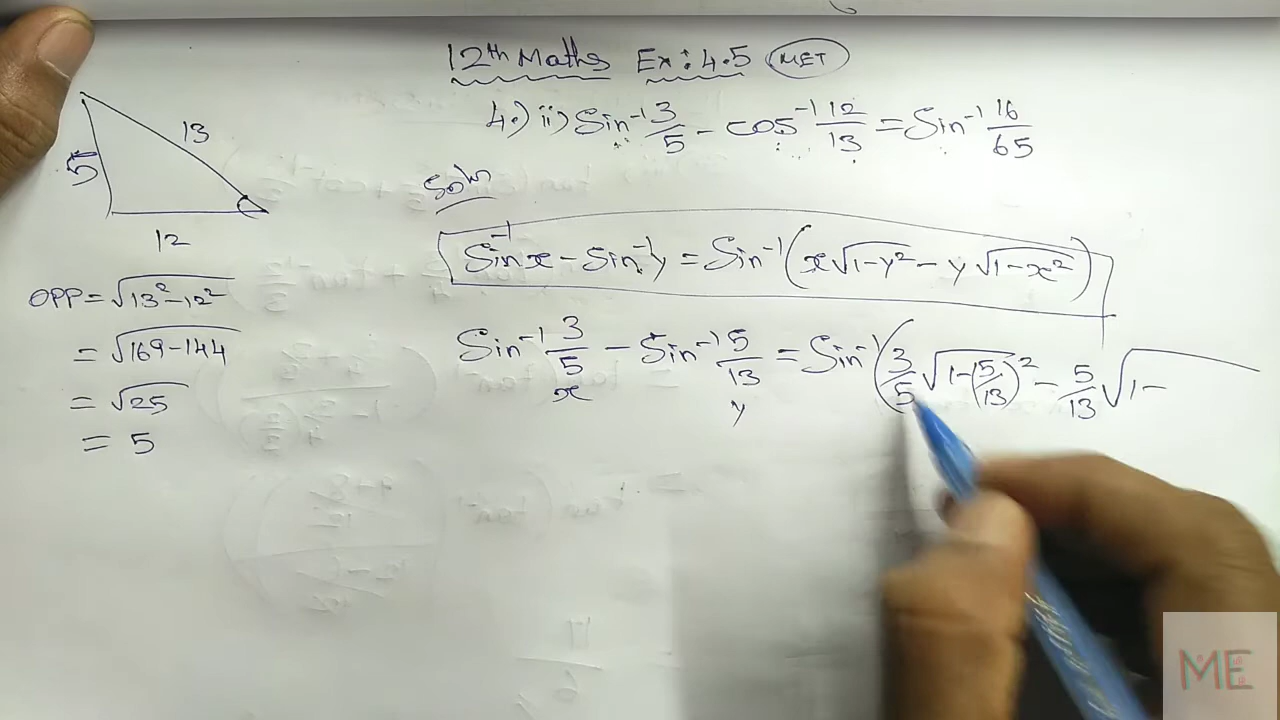 12th Maths Ex: 4.5 MET
4.) ii) Sin⁻¹ 3/5 - cos⁻¹ 12/13 = Sin⁻¹ 16/65
Soln
Sin⁻¹x - Sin⁻¹y = Sin⁻¹(x√1-y² - y√1-x²)
Sin⁻¹ 3/5 - Sin⁻¹ 5/13 = Sin⁻¹(3/5 √1-(5/13)² - 5/13 √1-
x y
13
5
12
OPP = √13²-12²
= √169-144
= √25
= 5
ME